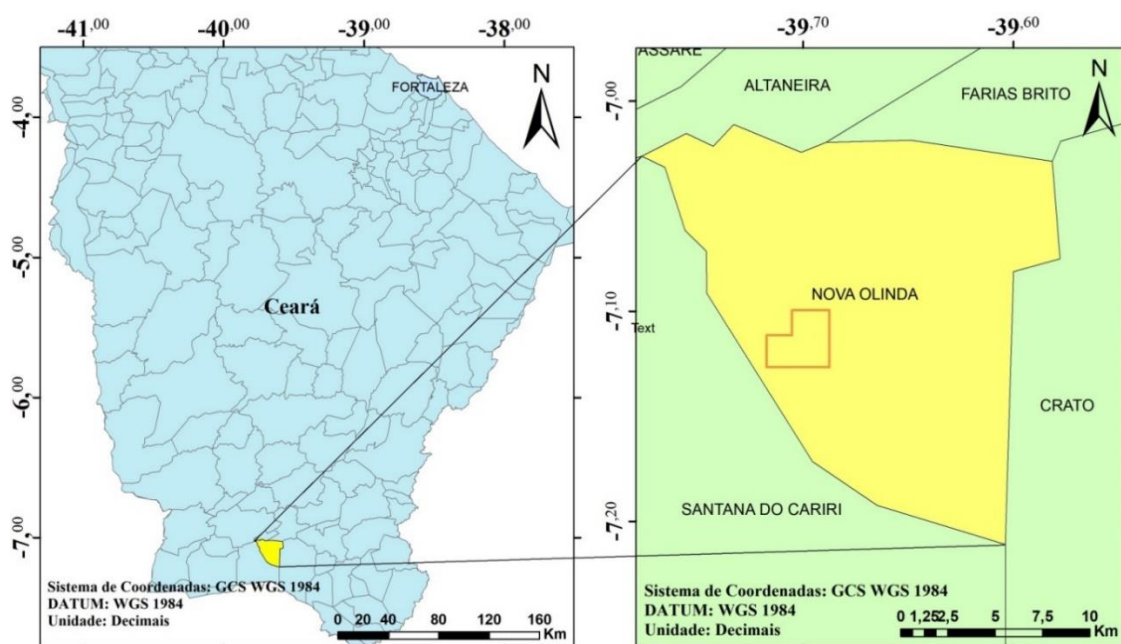 -41,00 -40,00 -39,00 -38,00
-4,00
-5,00
-6,00
-7,00
FORTALEZA
N
Ceará
Sistema de Coordenadas: GCS WGS 1984
DATUM: WGS 1984
Unidade: Decimais
0 20 40 80 120 160
Km
-39,70 -39,60
-7,00
-7,10
-7,20
ASSARÉ
ALTANEIRA
FARIAS BRITO
N
NOVA OLINDA
Text
CRATO
SANTANA DO CARIRI
Sistema de Coordenadas: GCS WGS 1984
DATUM: WGS 1984
Unidade: Decimais
0 1,252,5 5 7,5 10
Km